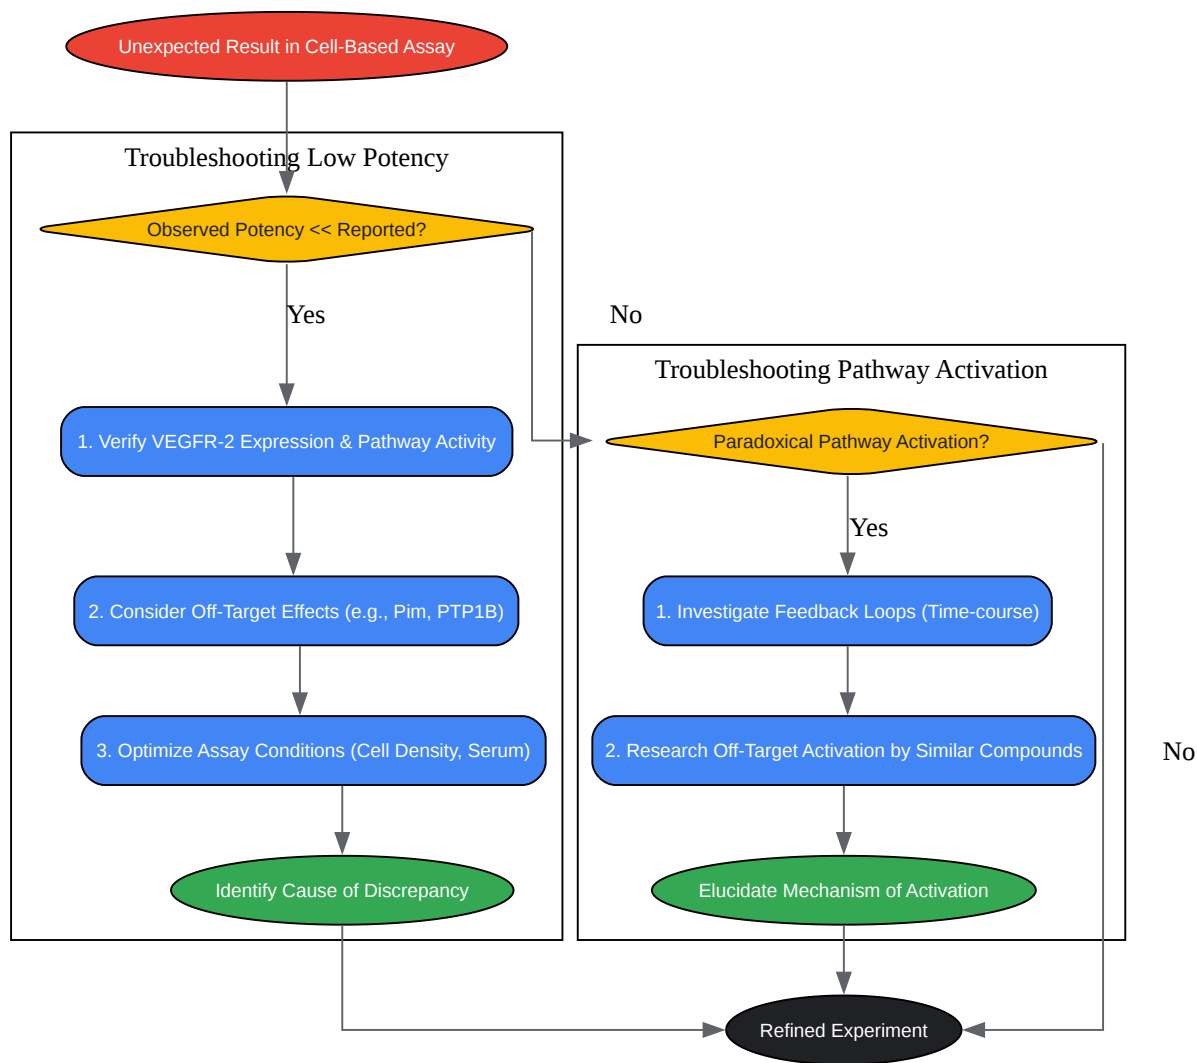 Unexpected Result in Cell-Based Assay
Troubleshooting Low Potency
Observed Potency << Reported?
Yes
No
1. Verify VEGFR-2 Expression & Pathway Activity
2. Consider Off-Target Effects (e.g., Pim, PTP1B)
3. Optimize Assay Conditions (Cell Density, Serum)
Identify Cause of Discrepancy
Troubleshooting Pathway Activation
Paradoxical Pathway Activation?
Yes
No
1. Investigate Feedback Loops (Time-course)
2. Research Off-Target Activation by Similar Compounds
Elucidate Mechanism of Activation
Refined Experiment